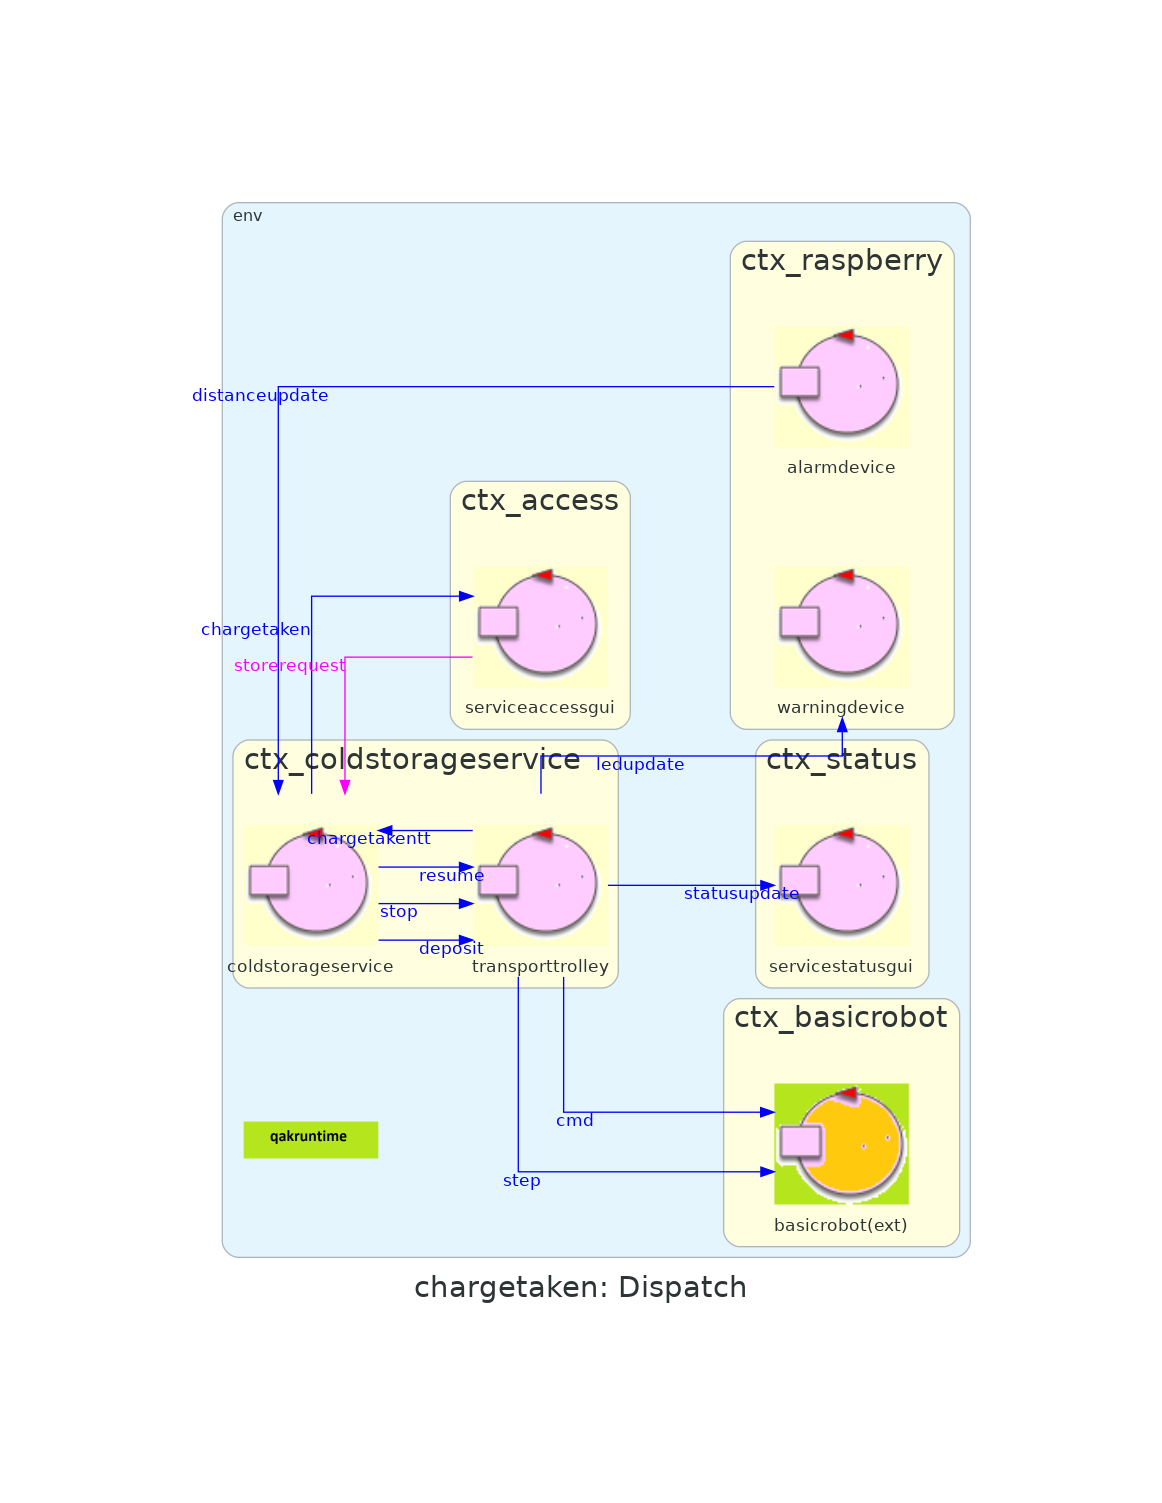 env
ctx_raspberry
distanceupdate
alarmdevice
ctx_access
chargetaken
storerequest
serviceaccessgui
warningdevice
ctx_coldstorageservice
ledupdate
ctx_status
chargetakentt
resume
statusupdate
stop
deposit
coldstorageservice
transporttrolley
servicestatusgui
ctx_basicrobot
cmd
qakruntime
step
basicrobot(ext)
chargetaken: Dispatch